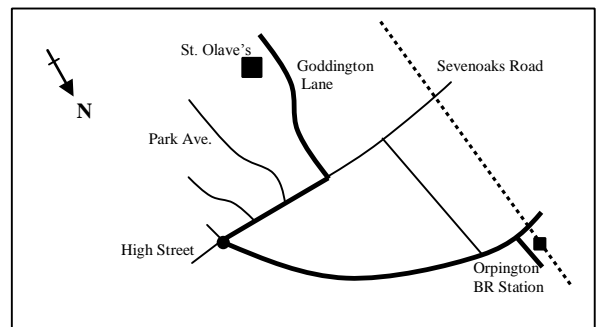 St. Olave's
Goddington
Lane
Sevenoaks Road
N
Park Ave.
High Street
Orpington
BR Station